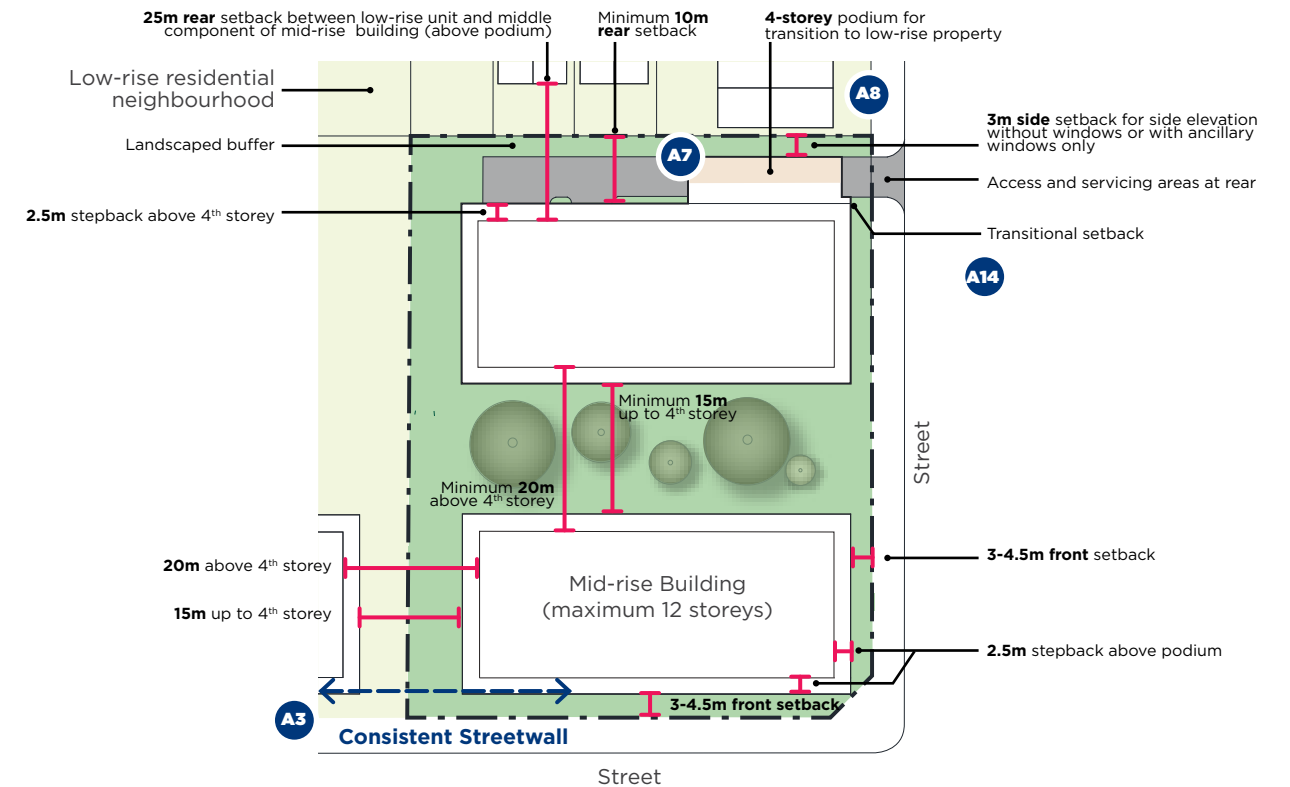 25m rear setback between low-rise unit and middle
component of mid-rise building (above podium)
Minimum 10m
rear setback
4-storey podium for
transition to low-rise property
Low-rise residential
neighbourhood
A8
3m side setback for side elevation
without windows or with ancillary
windows only
Landscaped buffer
A7
Access and servicing areas at rear
2.5m stepback above 4th storey
Transitional setback
A14
Minimum 15m
up to 4th storey
Street
Minimum 20m
above 4th storey
20m above 4th storey
15m up to 4th storey
Mid-rise Building
(maximum 12 storeys)
3-4.5m front setback
2.5m stepback above podium
3-4.5m front setback
A3
Consistent Streetwall
Street